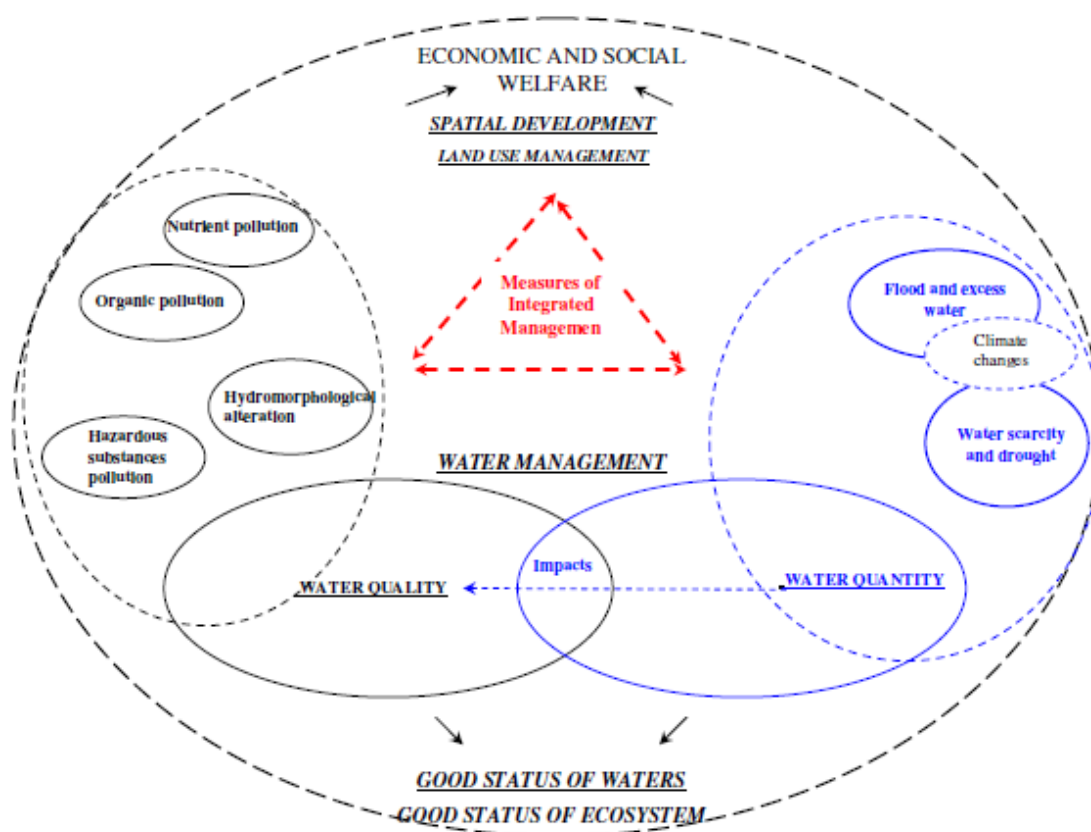 ECONOMIC AND SOCIAL
WELFARE
SPATIAL DEVELOPMENT
LAND USE MANAGEMENT
Nutrient pollution
Organic pollution
Hydromorphological
alteration
Hazardous
substances
pollution
Measures of
Integrated
Managemen
Flood and excess
water
Climate
changes
Water scarcity
and drought
WATER MANAGEMENT
Impacts
WATER QUALITY
WATER QUANTITY
GOOD STATUS OF WATERS
GOOD STATUS OF ECOSYSTEM